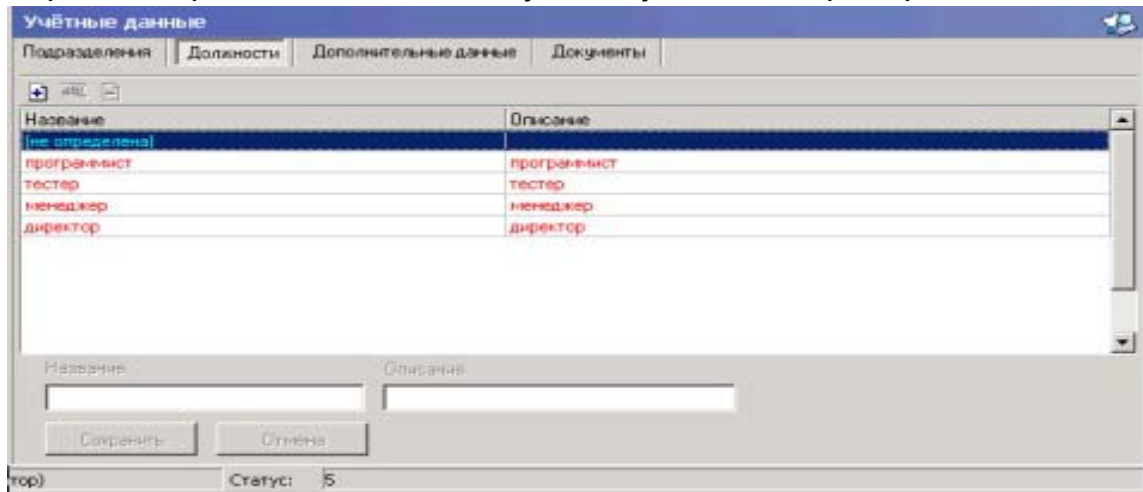 Учётные данные
Подразделения Должности Дополнительные данные Документы
Название Описание
(не определена)
программист программист
тестер тестер
менеджер менеджер
директор директор
Название Описание
Сохранить Отмена
тор) Статус: 5